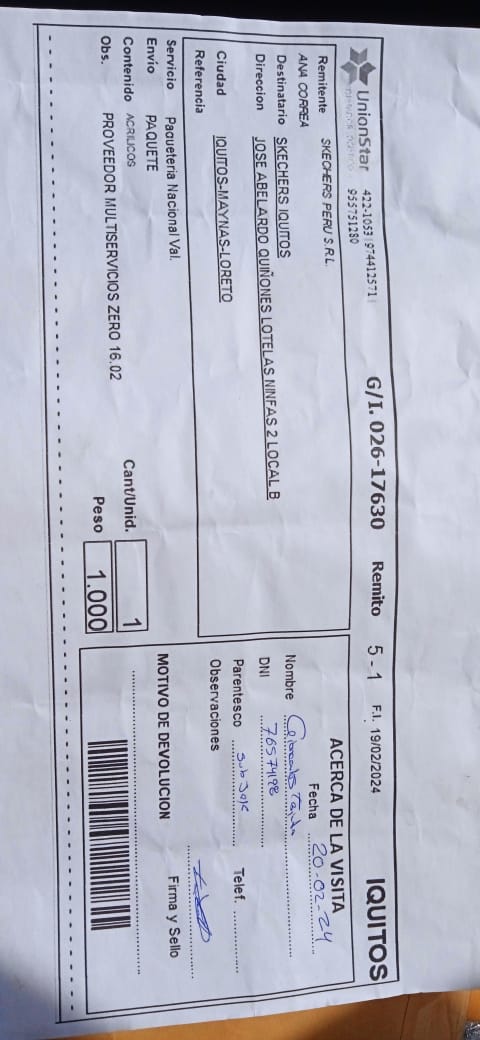 UnionStar
422-1053 | 974412571 |
955751280
G/I. 026-17630 Remito 5 - 1 F.I. 19/02/2024 IQUITOS
Remitente SKECHERS PERU S.R.L.
ANA CORREA
Destinatario SKECHERS IQUITOS
Direccion JOSE ABELARDO QUIÑONES LOTELAS NINFAS 2 LOCAL B
Ciudad IQUITOS-MAYNAS-LORETO
Referencia
Servicio Paqueteria Nacional Val.
Envío PAQUETE
Contenido ACRILICOS
Cant/Unid. 1
Obs. PROVEEDOR MULTISERVICIOS ZERO 16.02
Peso 1.000
ACERCA DE LA VISITA
Fecha 20-02-24
Nombre
DNI 76574198
Parentesco Sub Jefe Telef.
Observaciones
MOTIVO DE DEVOLUCION Firma y Sello